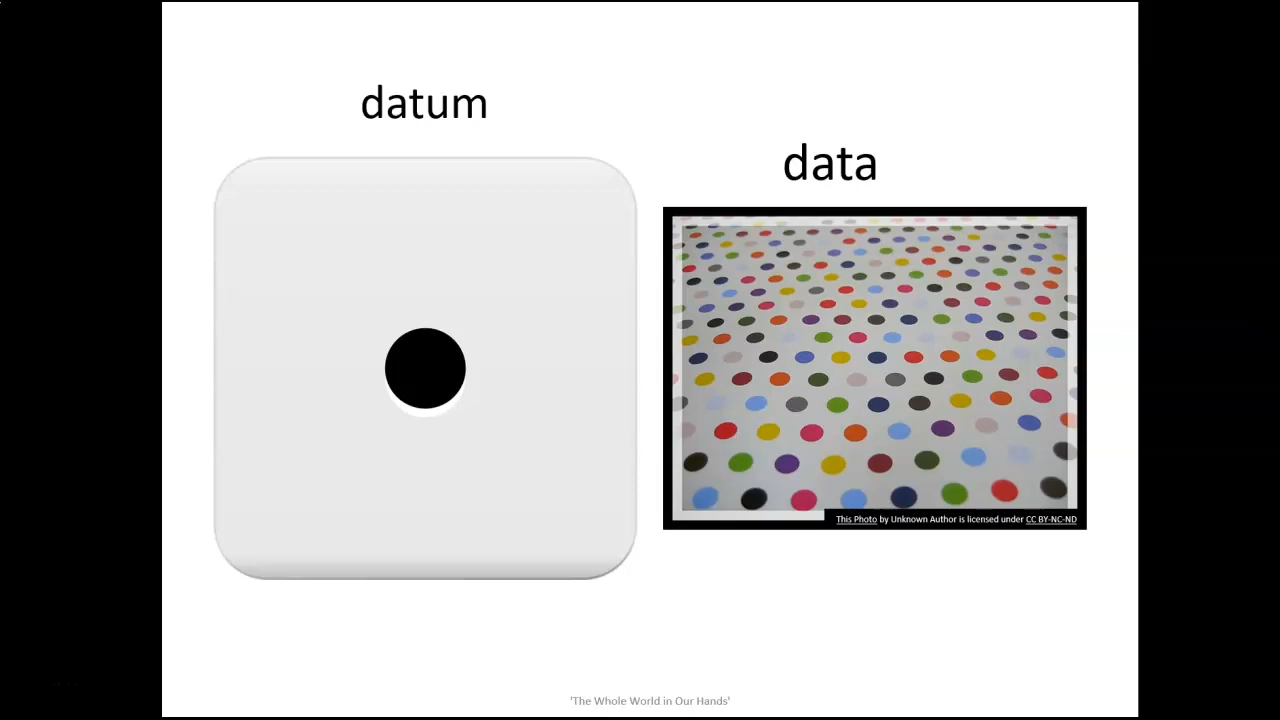 datum
data
This Photo by Unknown Author is licensed under CC BY-NC-ND
'The Whole World in Our Hands'